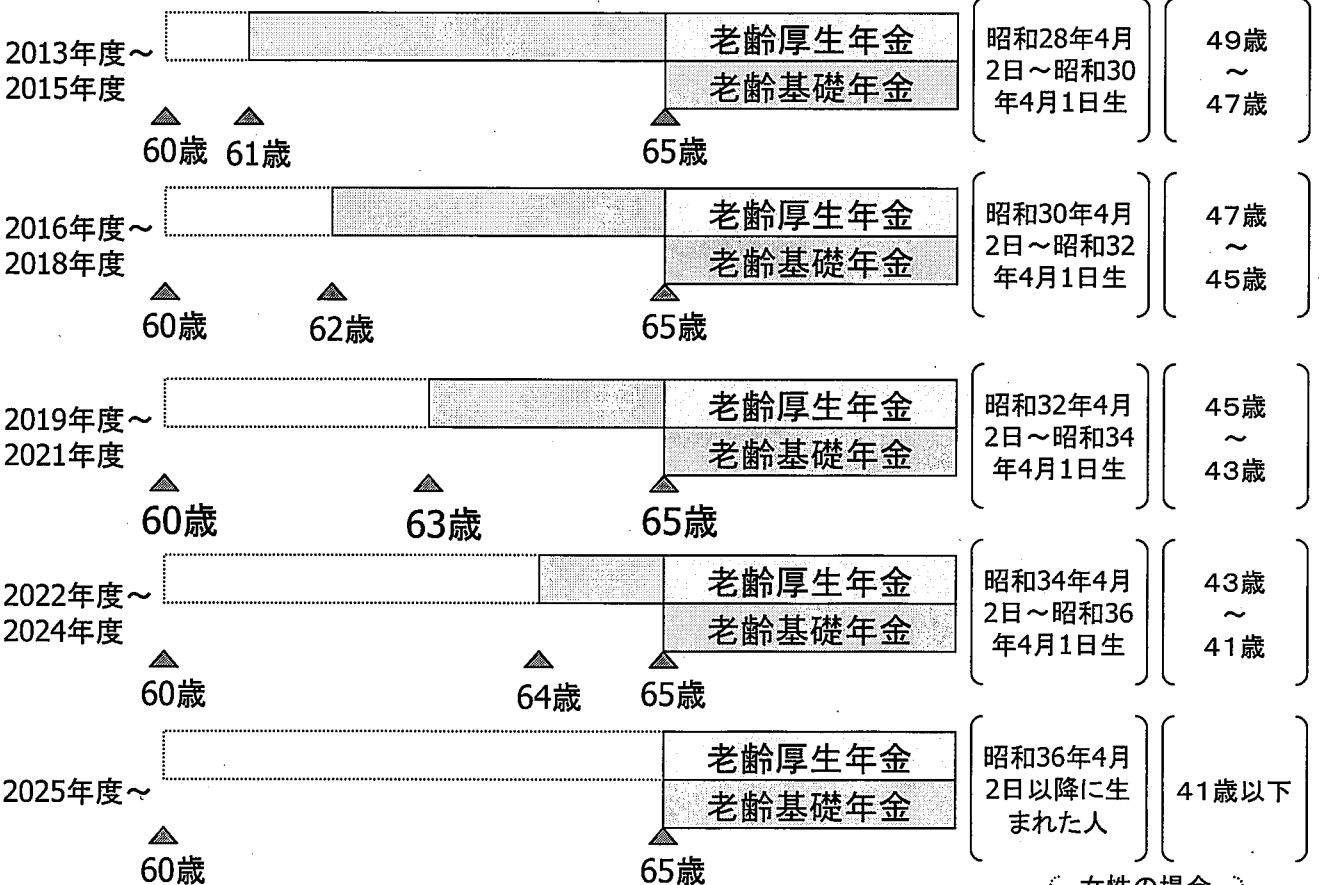 2013年度～
2015年度
老齢厚生年金
老齢基礎年金
60歳 61歳 65歳
昭和28年4月
2日～昭和30
年4月1日生
49歳
～
47歳
2016年度～
2018年度
老齢厚生年金
老齢基礎年金
60歳 62歳 65歳
昭和30年4月
2日～昭和32
年4月1日生
47歳
～
45歳
2019年度～
2021年度
老齢厚生年金
老齢基礎年金
60歳 63歳 65歳
昭和32年4月
2日～昭和34
年4月1日生
45歳
～
43歳
2022年度～
2024年度
老齢厚生年金
老齢基礎年金
60歳 64歳 65歳
昭和34年4月
2日～昭和36
年4月1日生
43歳
～
41歳
2025年度～
老齢厚生年金
老齢基礎年金
60歳 65歳
昭和36年4月
2日以降に生
まれた人
41歳以下
女性の場合